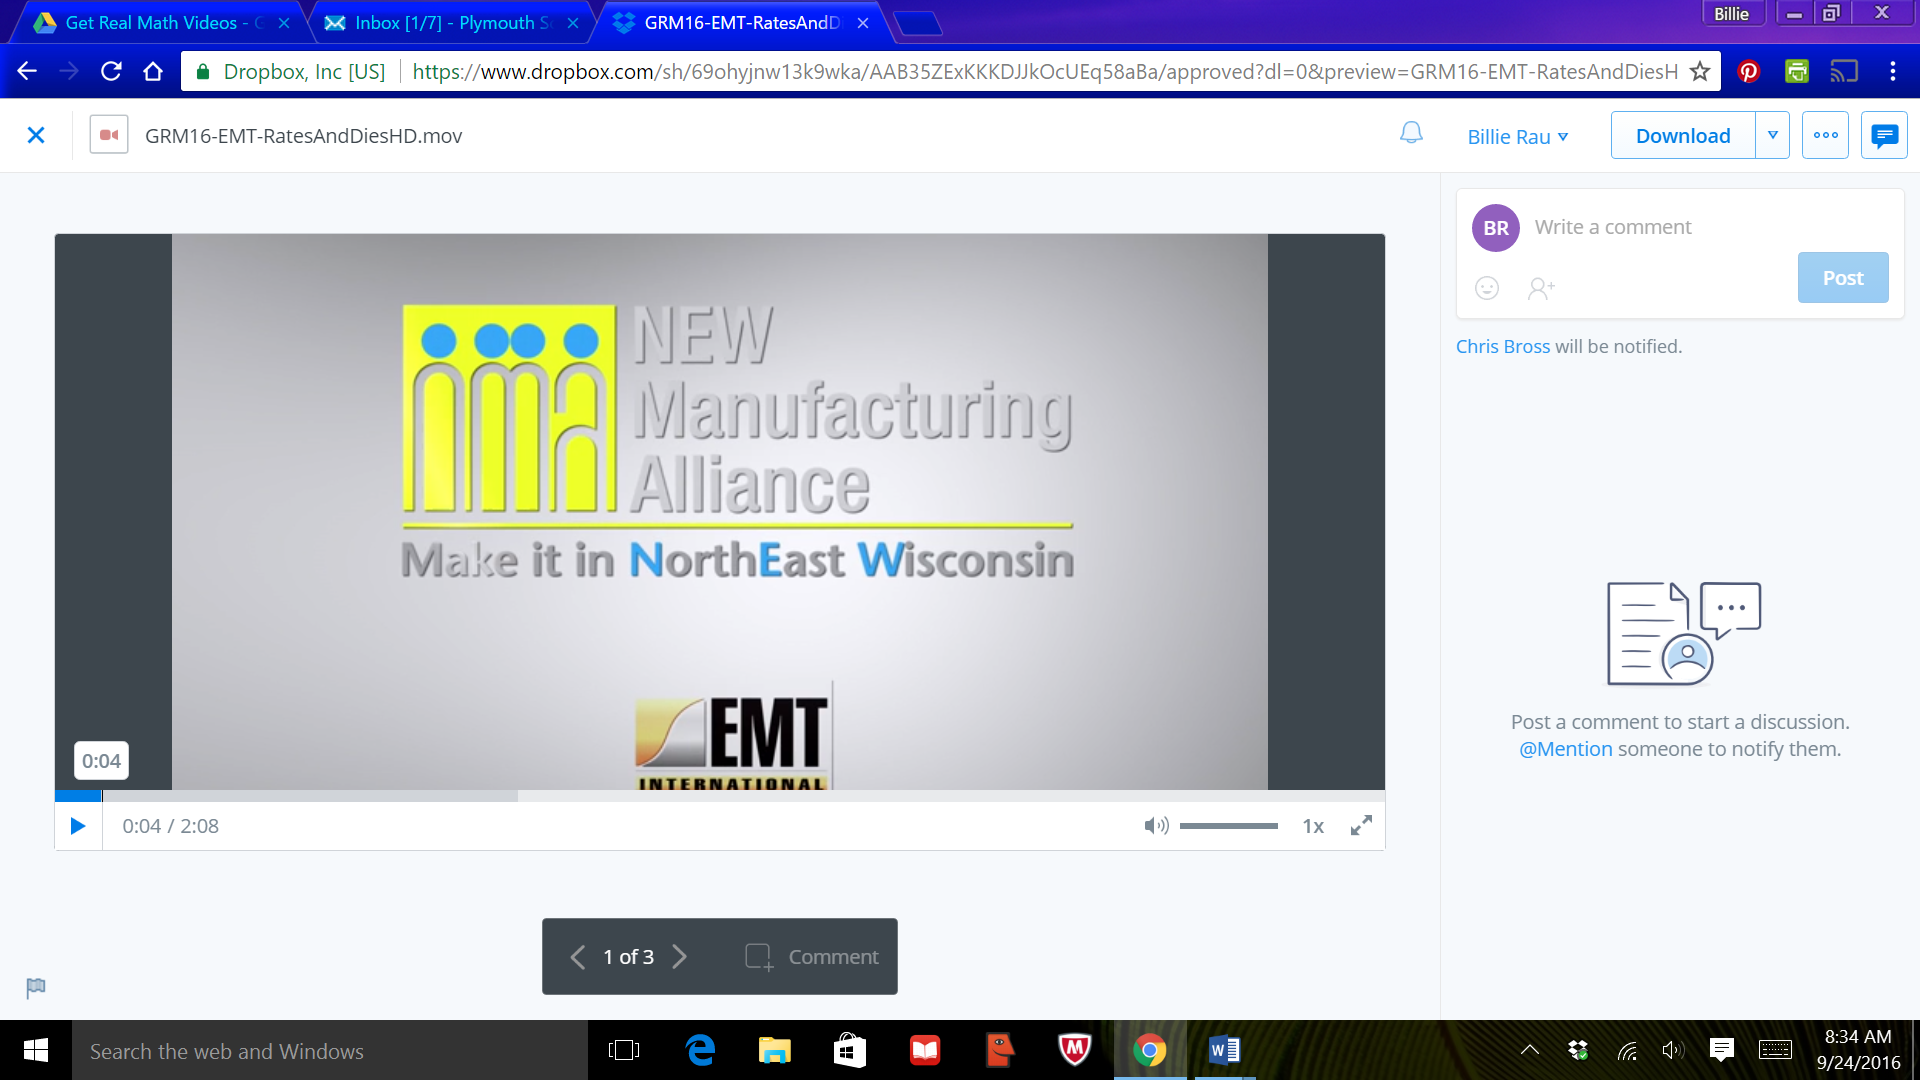 Get Real Math Videos - G
Inbox [1/7] - Plymouth Sc
GRM16-EMT-RatesAndDi
Billie
Dropbox, Inc [US]
https://www.dropbox.com/sh/69ohyjnw13k9wka/AAB35ZExKKKDJJkOcUEq58aBa/approved?dl=0&preview=GRM16-EMT-RatesAndDiesH
GRM16-EMT-RatesAndDiesHD.mov
Billie Rau
Download
BR
Write a comment
Post
Chris Bross will be notified.
nma
NEW
Manufacturing
Alliance
Make it in NorthEast Wisconsin
EMT
INTERNATIONAL
0:04
0:04 / 2:08
1x
Post a comment to start a discussion.
@Mention someone to notify them.
1 of 3
Comment
Search the web and Windows
8:34 AM
9/24/2016